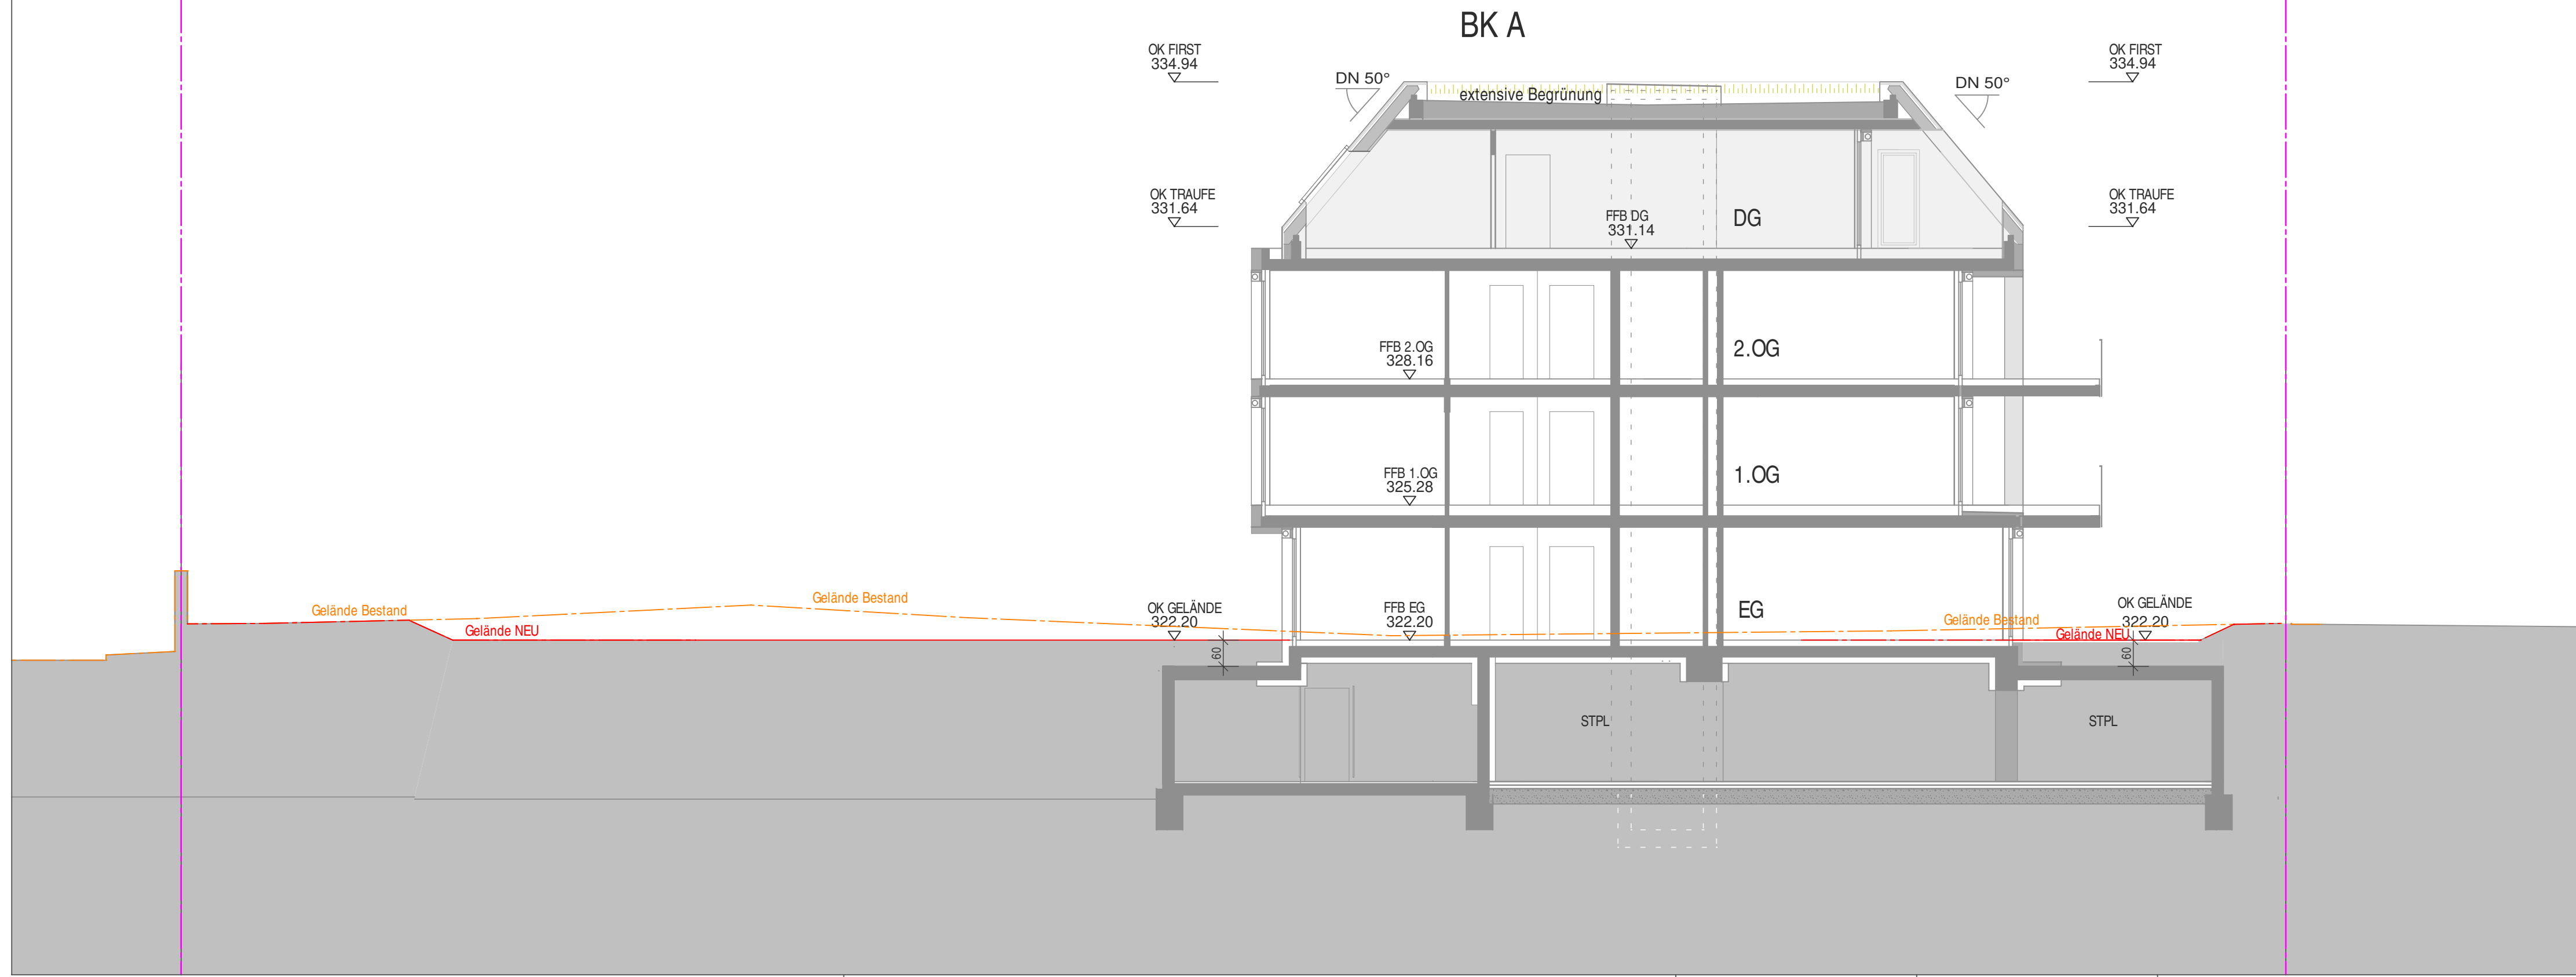 BK A
OK FIRST
334.94
DN 50°
extensive Begrünung
DN 50°
OK FIRST
334.94
OK TRAUFE
331.64
FFB DG
331.14
DG
OK TRAUFE
331.64
FFB 2.OG
328.16
2.OG
FFB 1.OG
325.28
1.OG
Gelände Bestand
Gelände Bestand
Gelände NEU
OK GELÄNDE
322.20
60
FFB EG
322.20
EG
Gelände Bestand
OK GELÄNDE
322.20
Gelände NEU
60
STPL
STPL